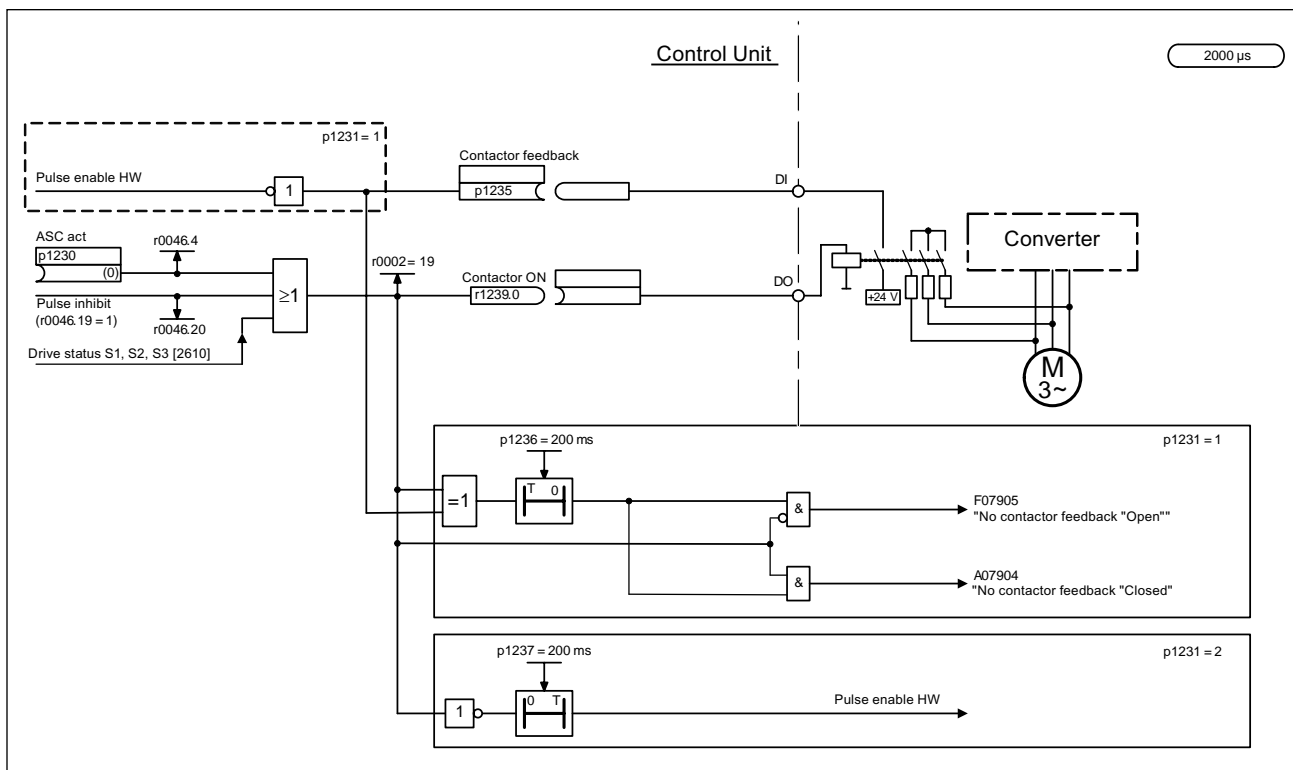 Control Unit
2000 µs
p1231 = 1
Pulse enable HW
1
Contactor feedback
p1235
DI
ASC act
p1230
(0)
r0046.4
≥1
Pulse inhibit
(r0046.19 = 1)
r0046.20
Drive status S1, S2, S3 [2610]
r0002 = 19
Contactor ON
r1239.0
DO
+24 V
Converter
M
3~
p1236 = 200 ms
p1231 = 1
=1
T 0
&
F07905
"No contactor feedback "Open""
&
A07904
"No contactor feedback "Closed"
p1237 = 200 ms
p1231 = 2
1
0 T
Pulse enable HW